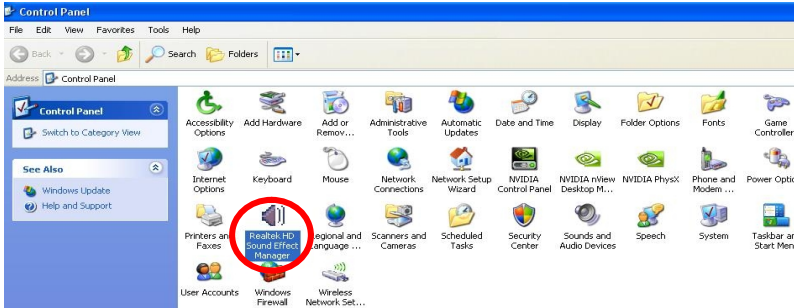 Control Panel
File Edit View Favorites Tools Help
Back Search Folders
Address Control Panel
Control Panel
Switch to Category View
See Also
Windows Update
Help and Support
Accessibility Options
Add Hardware
Add or Remov...
Administrative Tools
Automatic Updates
Date and Time
Display
Folder Options
Fonts
Game Controller
Internet Options
Keyboard
Mouse
Network Connections
Network Setup Wizard
NVIDIA Control Panel
NVIDIA nView Desktop M...
NVIDIA PhysX
Phone and Modem ...
Power Optic
Printers and Faxes
Realtek HD Sound Effect Manager
Regional and Language ...
Scanners and Cameras
Scheduled Tasks
Security Center
Sounds and Audio Devices
Speech
System
Taskbar ar Start Men
User Accounts
Windows Firewall
Wireless Network Set...